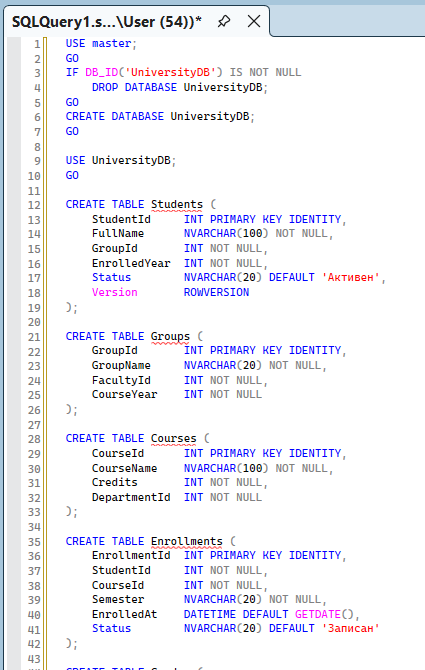 SQLQuery1.s...\User (54))*
1 USE master;
2 GO
3 IF DB_ID('UniversityDB') IS NOT NULL
4 DROP DATABASE UniversityDB;
5 GO
6 CREATE DATABASE UniversityDB;
7 GO
8
9 USE UniversityDB;
10 GO
11
12 CREATE TABLE Students (
13 StudentId INT PRIMARY KEY IDENTITY,
14 FullName NVARCHAR(100) NOT NULL,
15 GroupId INT NOT NULL,
16 EnrolledYear INT NOT NULL,
17 Status NVARCHAR(20) DEFAULT 'Активен',
18 Version ROWVERSION
19 );
20
21 CREATE TABLE Groups (
22 GroupId INT PRIMARY KEY IDENTITY,
23 GroupName NVARCHAR(20) NOT NULL,
24 FacultyId INT NOT NULL,
25 CourseYear INT NOT NULL
26 );
27
28 CREATE TABLE Courses (
29 CourseId INT PRIMARY KEY IDENTITY,
30 CourseName NVARCHAR(100) NOT NULL,
31 Credits INT NOT NULL,
32 DepartmentId INT NOT NULL
33 );
34
35 CREATE TABLE Enrollments (
36 EnrollmentId INT PRIMARY KEY IDENTITY,
37 StudentId INT NOT NULL,
38 CourseId INT NOT NULL,
39 Semester NVARCHAR(20) NOT NULL,
40 EnrolledAt DATETIME DEFAULT GETDATE(),
41 Status NVARCHAR(20) DEFAULT 'Записан'
42 );
43